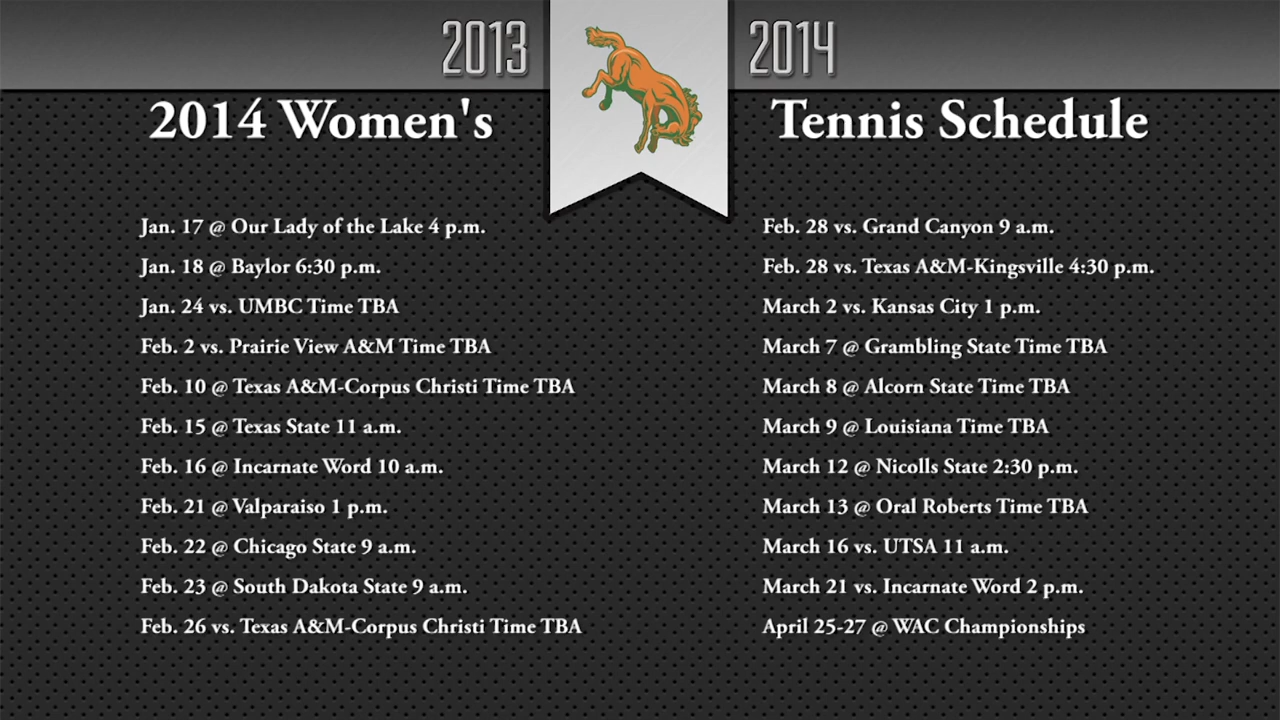 2013 2014
2014 Women's Tennis Schedule
Jan. 17 @ Our Lady of the Lake 4 p.m.
Jan. 18 @ Baylor 6:30 p.m.
Jan. 24 vs. UMBC Time TBA
Feb. 2 vs. Prairie View A&M Time TBA
Feb. 10 @ Texas A&M-Corpus Christi Time TBA
Feb. 15 @ Texas State 11 a.m.
Feb. 16 @ Incarnate Word 10 a.m.
Feb. 21 @ Valparaiso 1 p.m.
Feb. 22 @ Chicago State 9 a.m.
Feb. 23 @ South Dakota State 9 a.m.
Feb. 26 vs. Texas A&M-Corpus Christi Time TBA
Feb. 28 vs. Grand Canyon 9 a.m.
Feb. 28 vs. Texas A&M-Kingsville 4:30 p.m.
March 2 vs. Kansas City 1 p.m.
March 7 @ Grambling State Time TBA
March 8 @ Alcorn State Time TBA
March 9 @ Louisiana Time TBA
March 12 @ Nicolls State 2:30 p.m.
March 13 @ Oral Roberts Time TBA
March 16 vs. UTSA 11 a.m.
March 21 vs. Incarnate Word 2 p.m.
April 25-27 @ WAC Championships